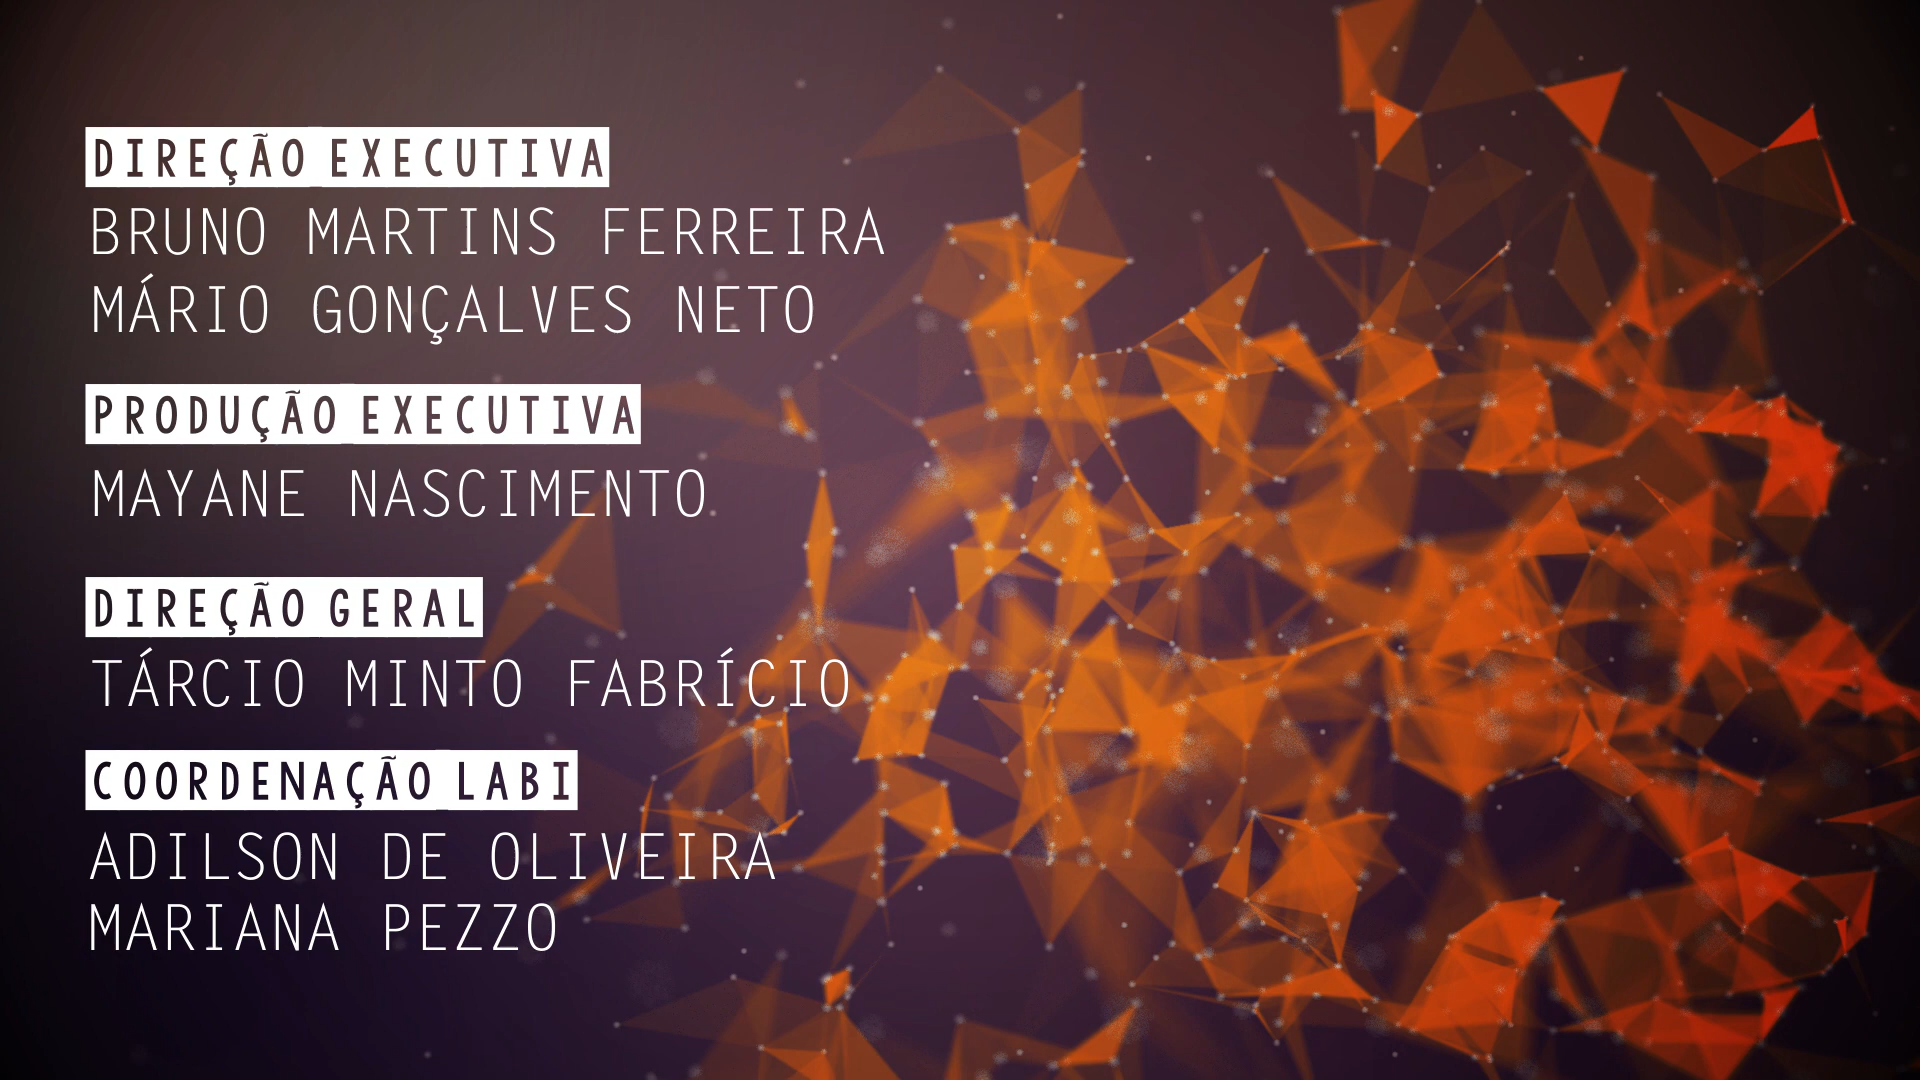 DIREÇÃO EXECUTIVA
BRUNO MARTINS FERREIRA
MÁRIO GONÇALVES NETO
PRODUÇÃO EXECUTIVA
MAYANE NASCIMENTO
DIREÇÃO GERAL
TÁRCIO MINTO FABRÍCIO
COORDENAÇÃO LABI
ADILSON DE OLIVEIRA
MARIANA PEZZO